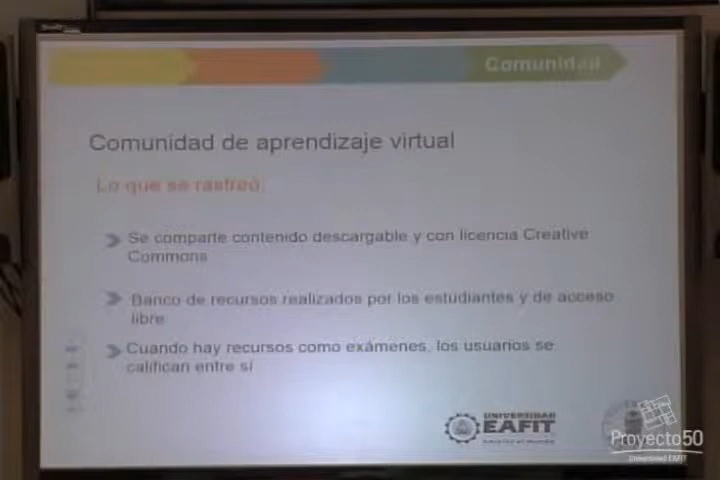 Comunidad
Comunidad de aprendizaje virtual
Lo que se rastreó:
Se comparte contenido descargable y con licencia Creative
Commons
Banco de recursos realizados por los estudiantes y de acceso
libre
Cuando hay recursos como exámenes, los usuarios se
califican entre sí
UNIVERSIDAD
EAFIT
Proyecto50
Universidad EAFIT